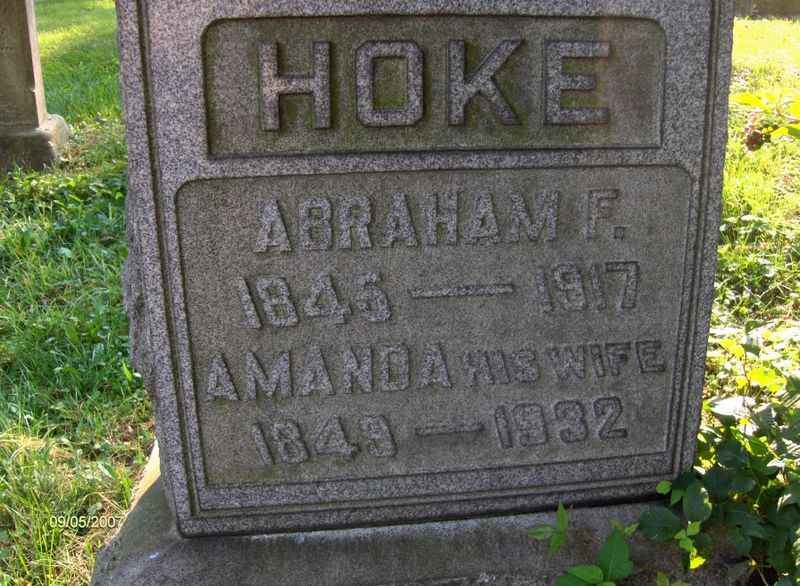 HOKE
ABRAHAM F.
1845 — 1917
AMANDA HIS WIFE
1849 — 1932
09/05/2007